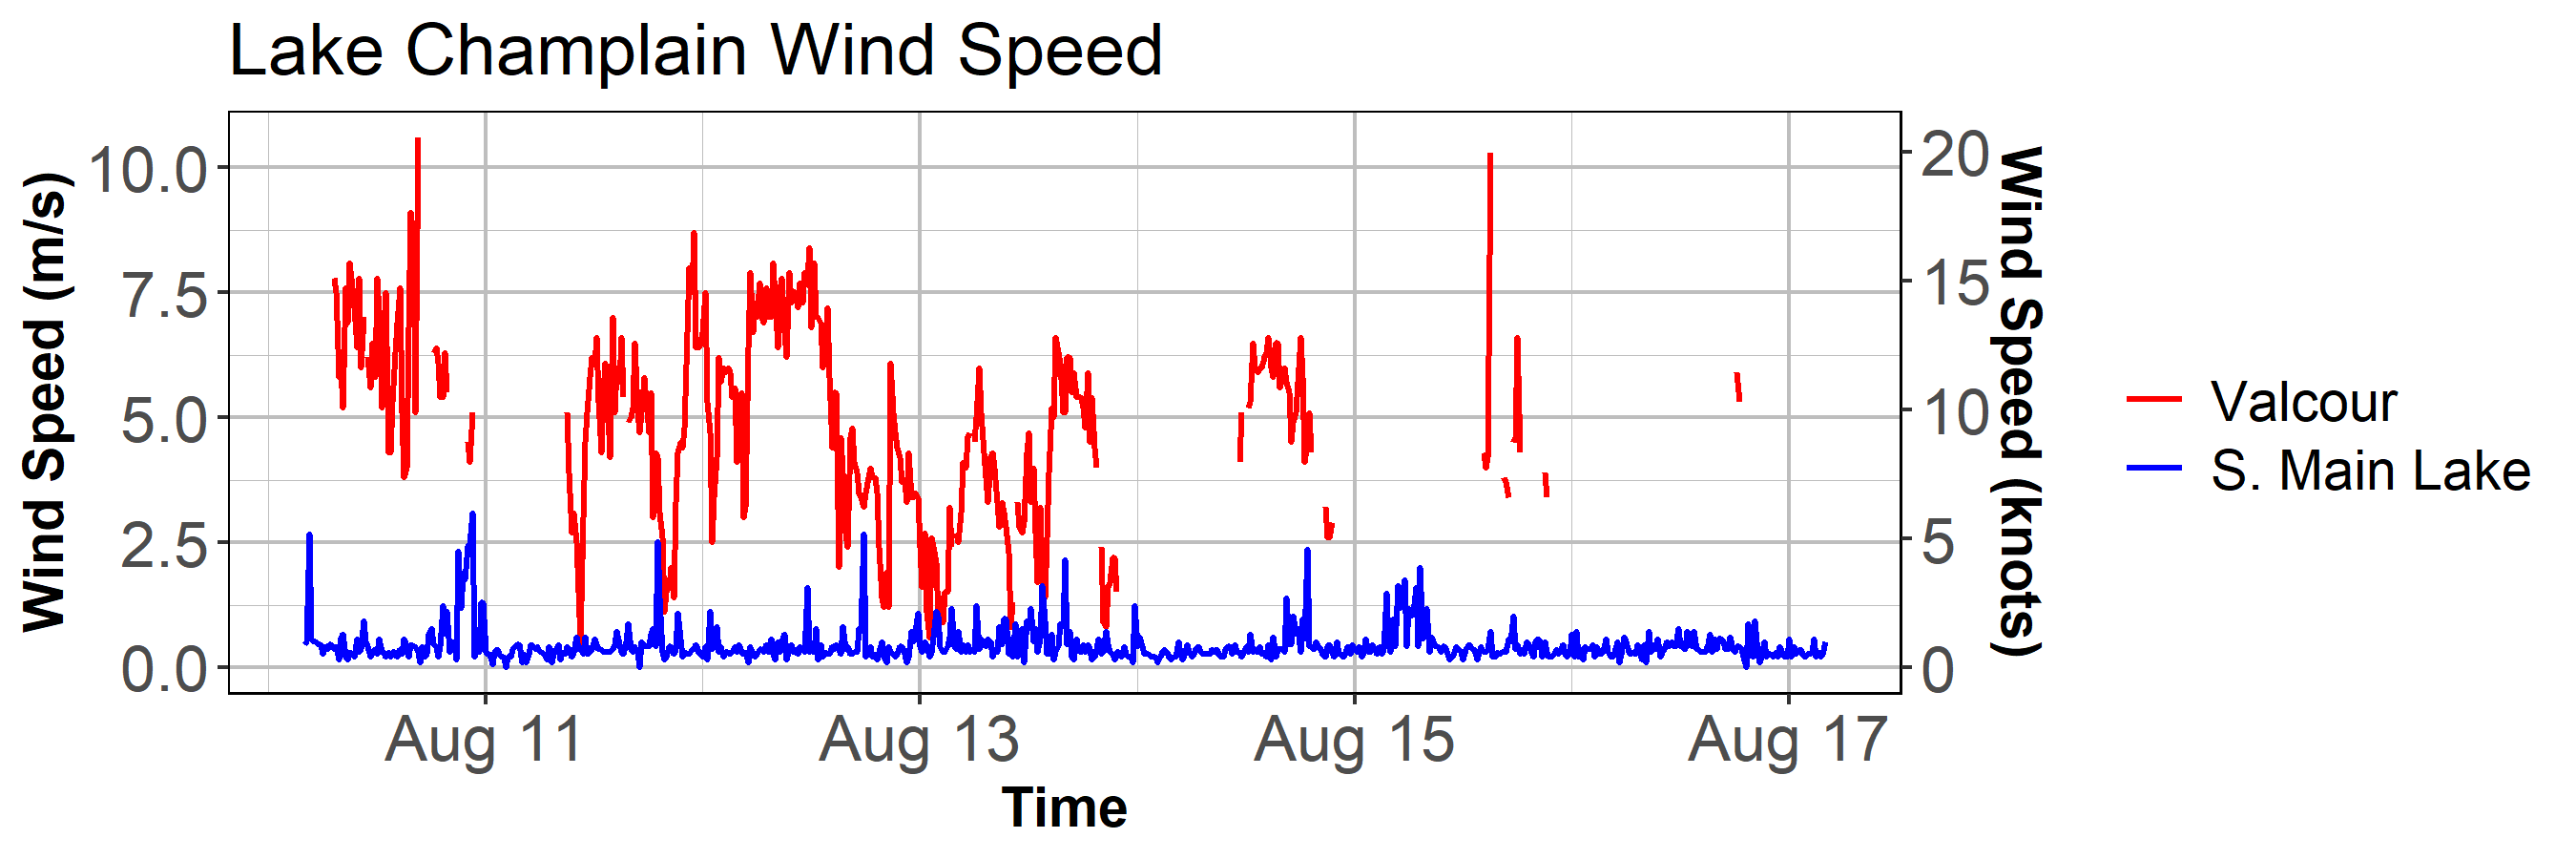 Lake Champlain Wind Speed
Wind Speed (m/s)
10.0
7.5
5.0
2.5
0.0
20
15
10
5
0
Wind Speed (knots)
Valcour
S. Main Lake
Aug 11
Aug 13
Aug 15
Aug 17
Time